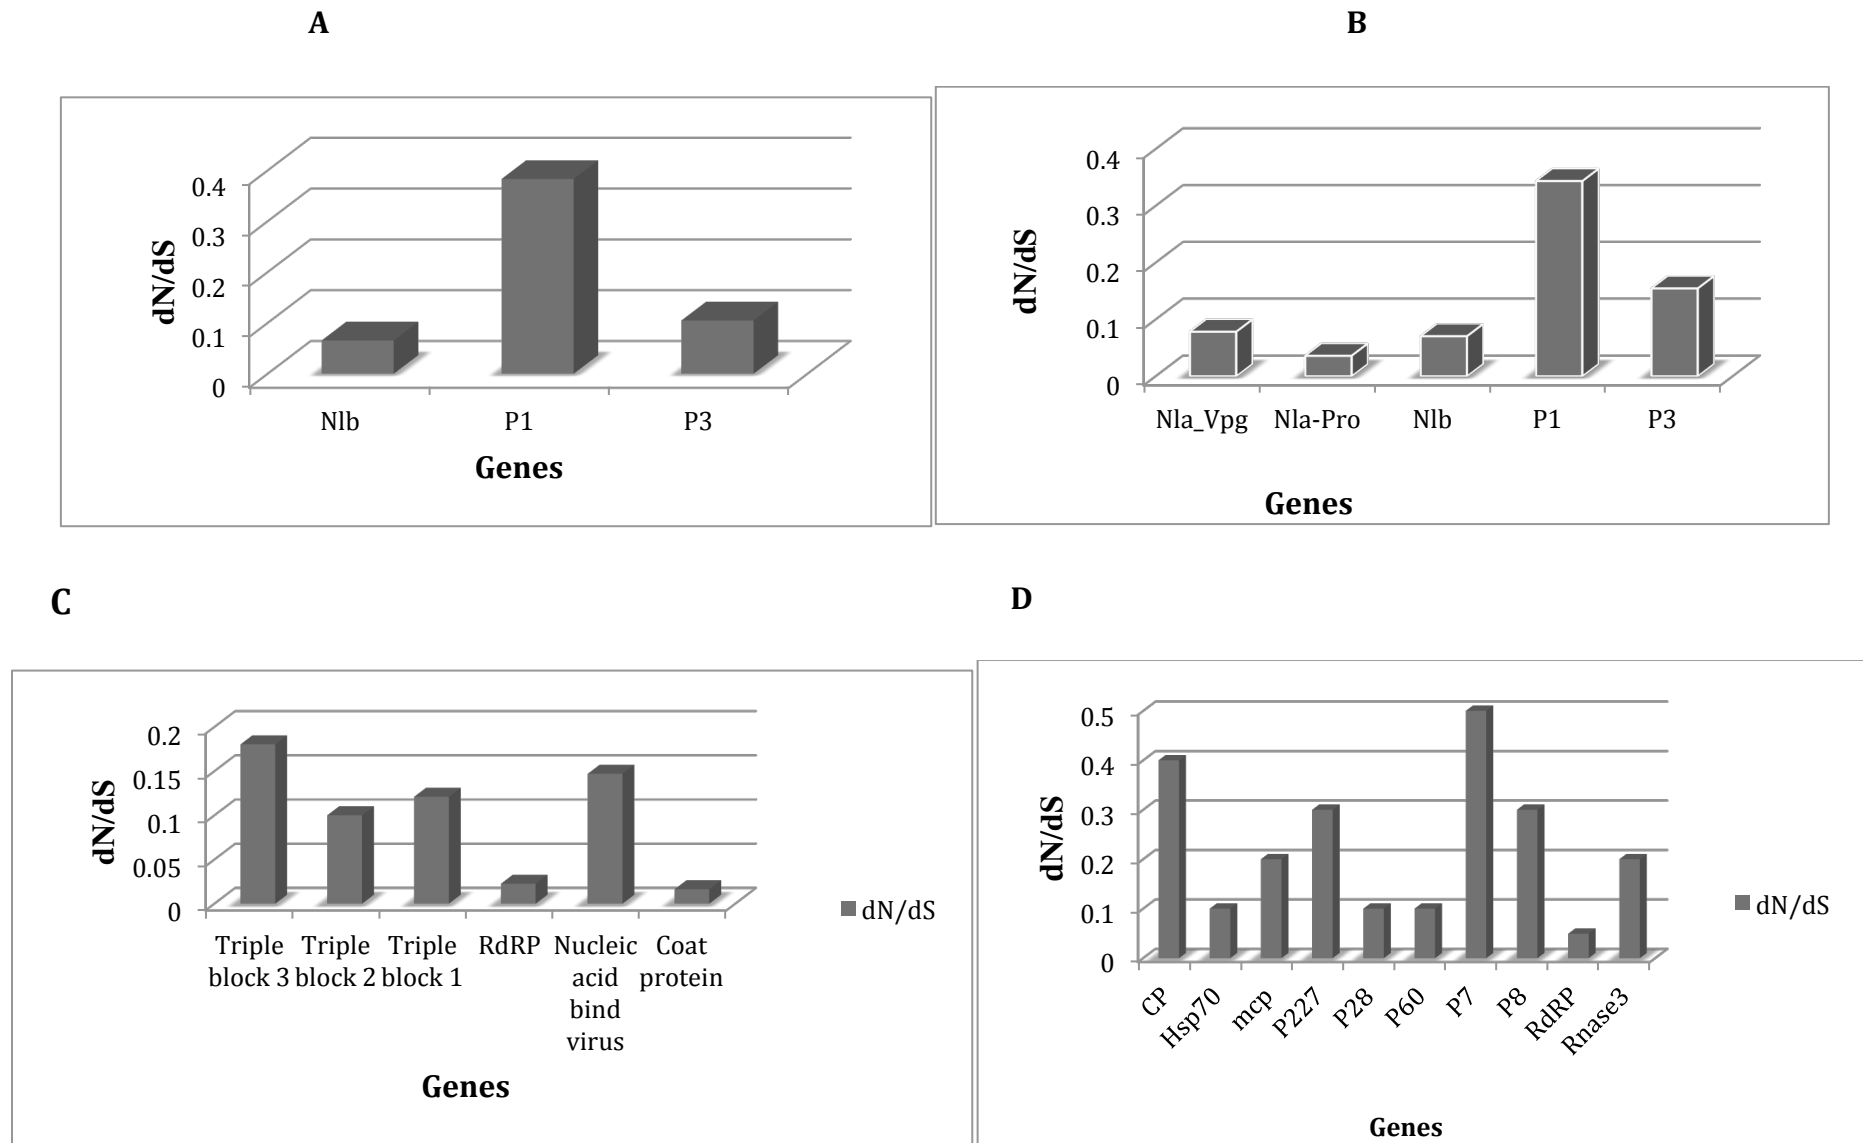 A
B
dN/dS
0.4
0.3
0.2
0.1
0
NIb
P1
P3
Genes
dN/dS
0.4
0.3
0.2
0.1
0
NIa_Vpg
NIa-Pro
NIb
P1
P3
Genes
C
D
dN/dS
0.2
0.15
0.1
0.05
0
Triple block 3
Triple block 2
Triple block 1
RdRP
Nucleic acid bind virus
Coat protein
Genes
dN/dS
dN/dS
0.5
0.4
0.3
0.2
0.1
0
CP
Hsp70
mcp
P227
P28
P60
P7
P8
RdRP
Rnase3
Genes
dN/dS